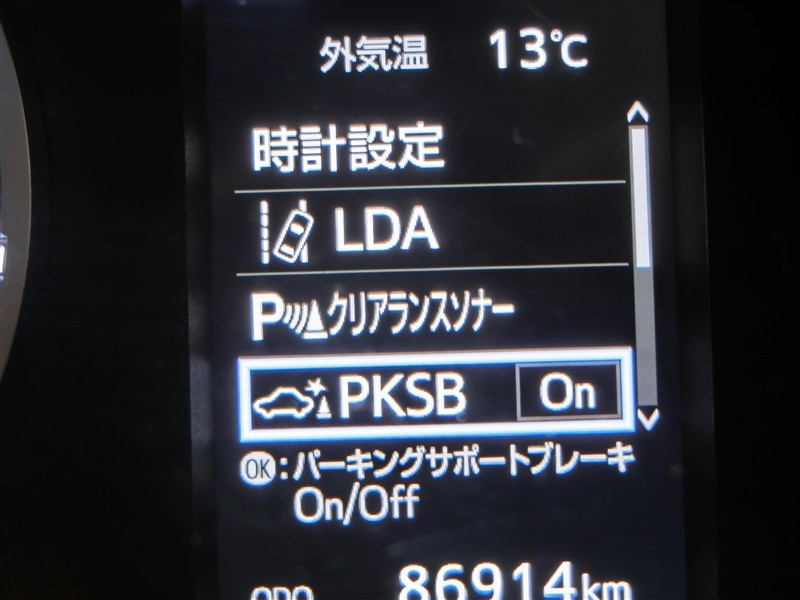 外気温 13℃
時計設定
LDA
Pクリアランスソナー
PKSB On
OK:パーキングサポートブレーキ
On/Off
ODO 86914km